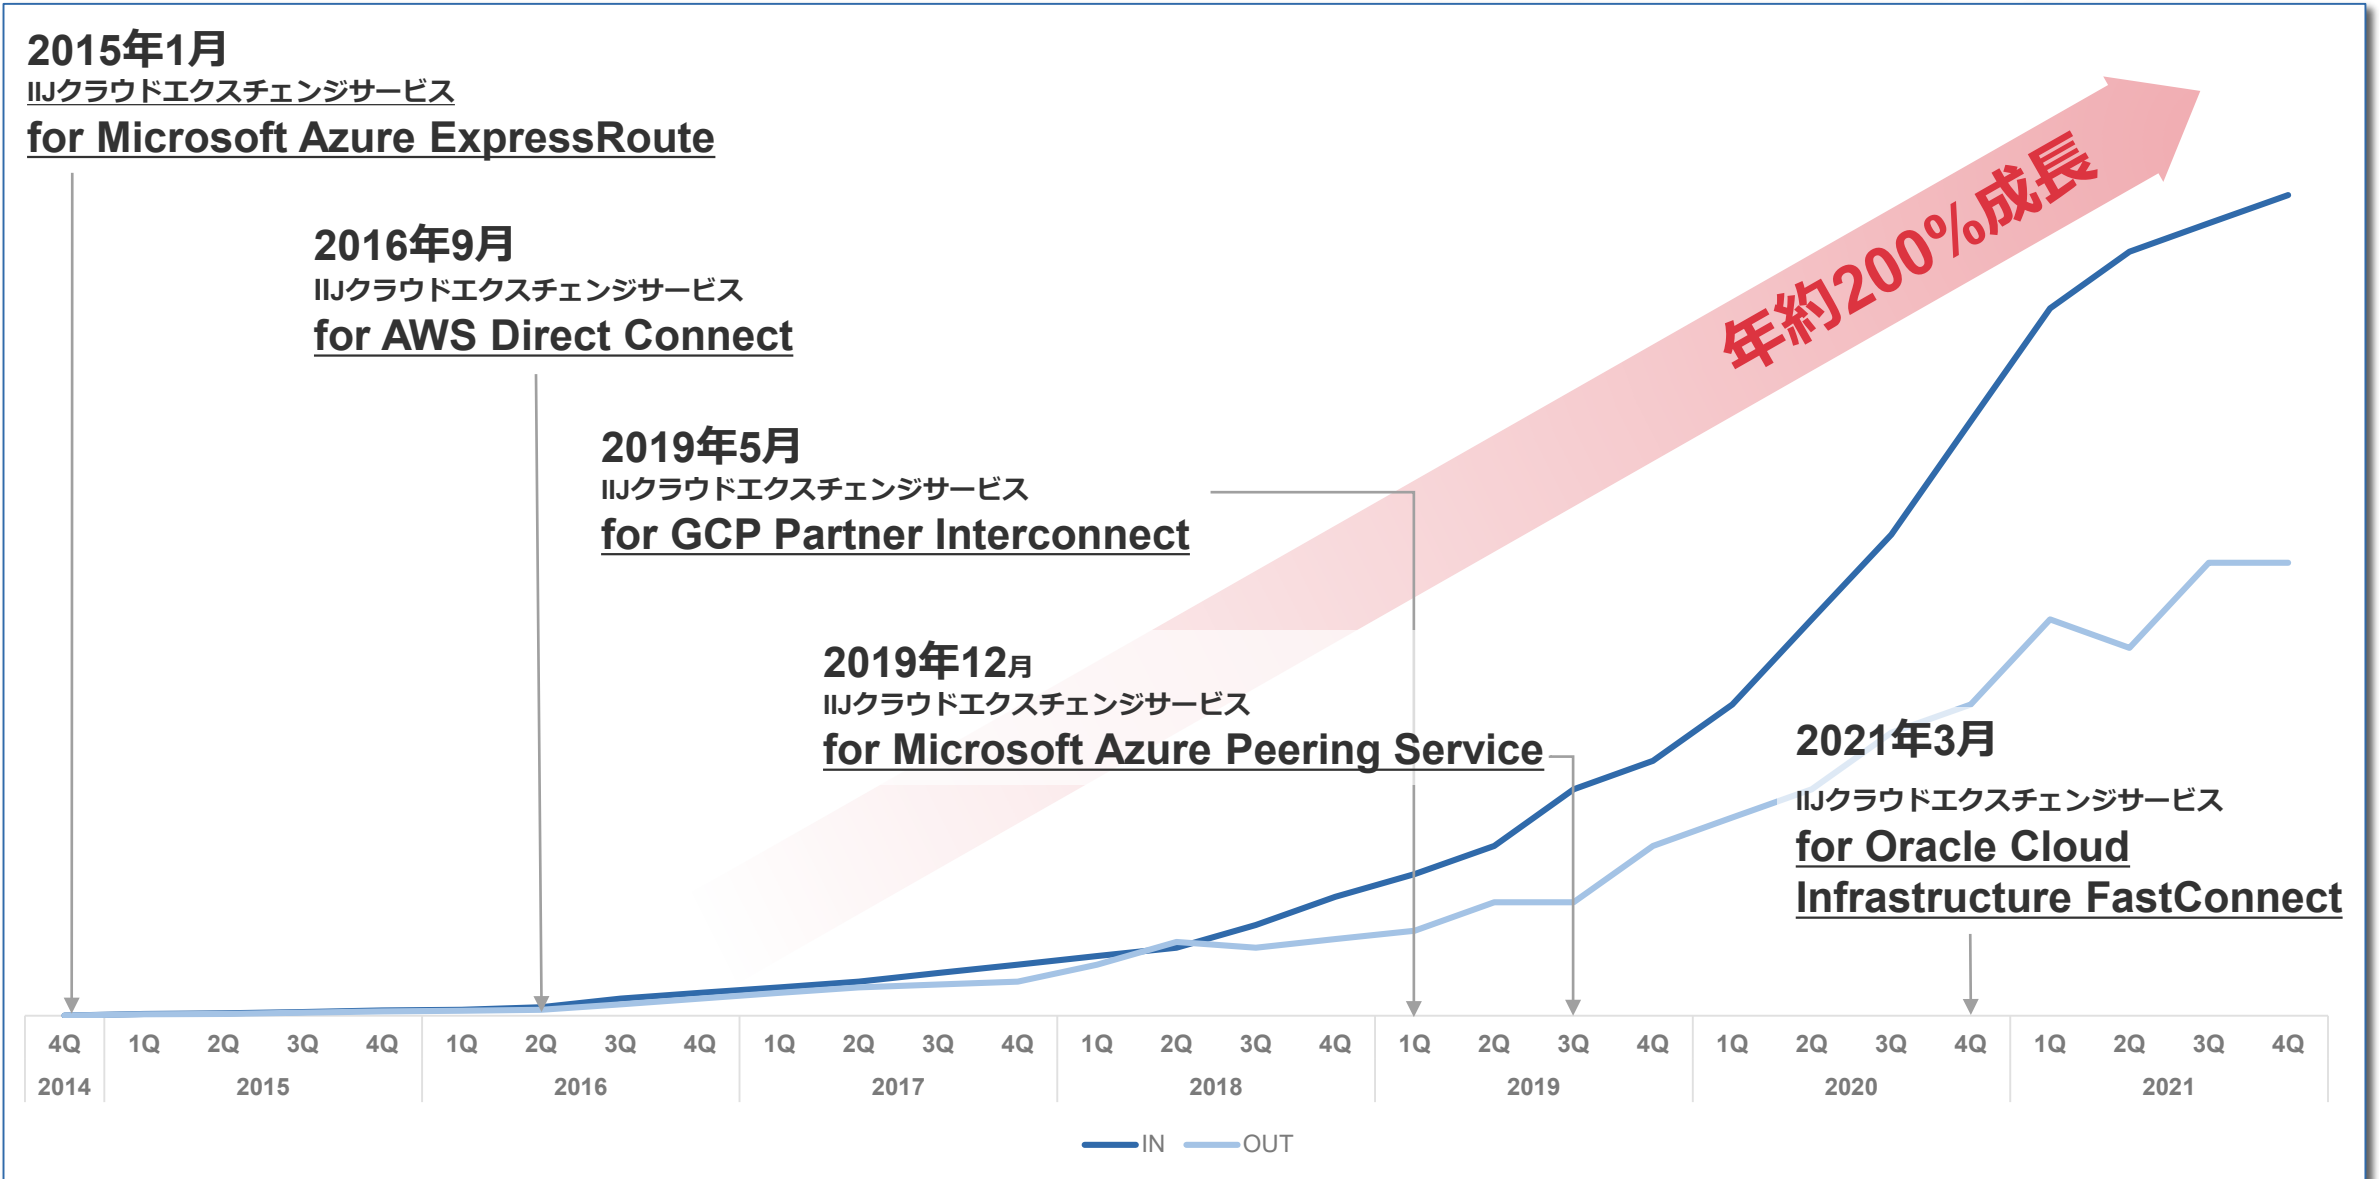 2015年1月
IIJクラウドエクスチェンジサービス
for Microsoft Azure ExpressRoute
2016年9月
IIJクラウドエクスチェンジサービス
for AWS Direct Connect
2019年5月
IIJクラウドエクスチェンジサービス
for GCP Partner Interconnect
2019年12月
IIJクラウドエクスチェンジサービス
for Microsoft Azure Peering Service
2021年3月
IIJクラウドエクスチェンジサービス
for Oracle Cloud
Infrastructure FastConnect
年約200%成長
4Q 1Q 2Q 3Q 4Q 1Q 2Q 3Q 4Q 1Q 2Q 3Q 4Q 1Q 2Q 3Q 4Q 1Q 2Q 3Q 4Q 1Q 2Q 3Q 4Q 1Q 2Q 3Q 4Q
2014 2015 2016 2017 2018 2019 2020 2021
IN OUT